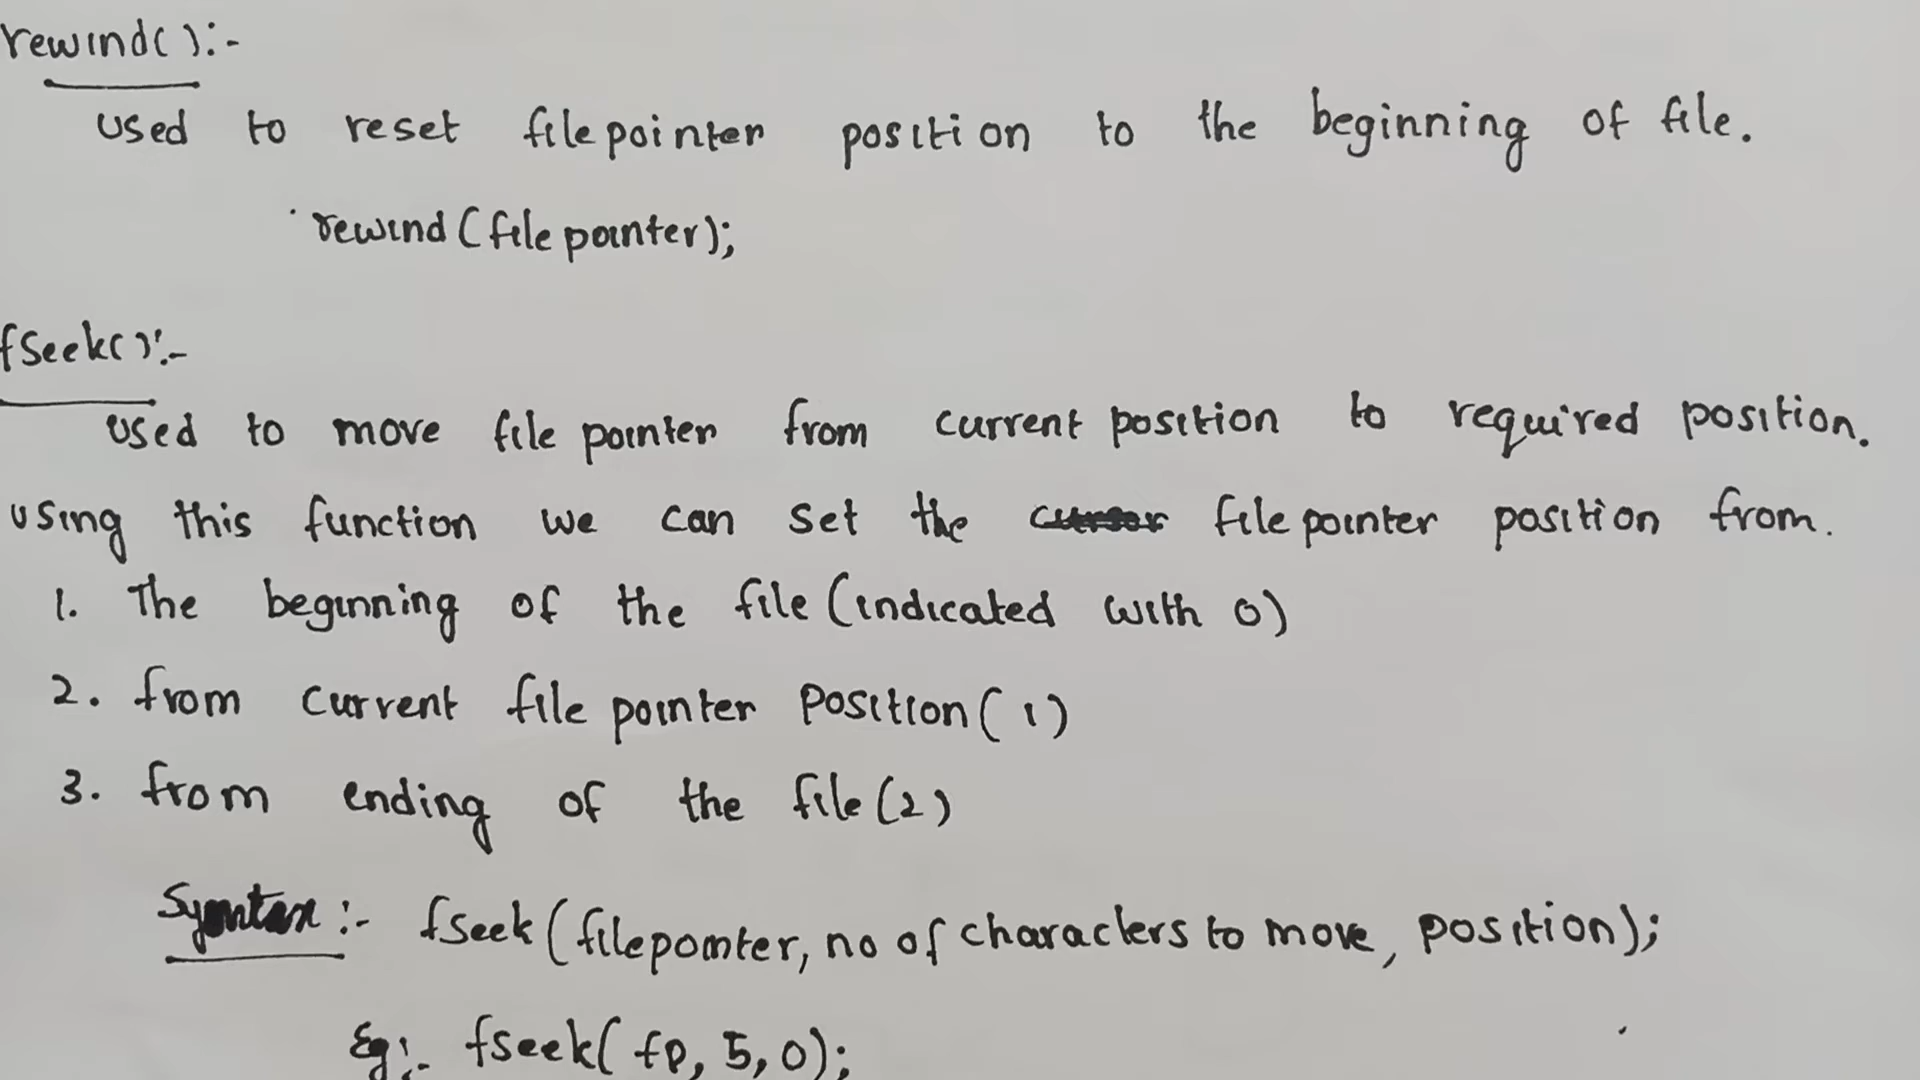 rewind():-
used to reset filepointer position to the beginning of file.
rewind(filepointer);
fseek():-
used to move file pointer from current position to required position.
using this function we can set the cursor file pointer position from.
1. The beginning of the file (indicated with 0)
2. from current file pointer position (1)
3. from ending of the file (2)
Syntax:- fseek(filepointer, no of characters to move, position);
Eg:- fseek(fp, 5, 0);